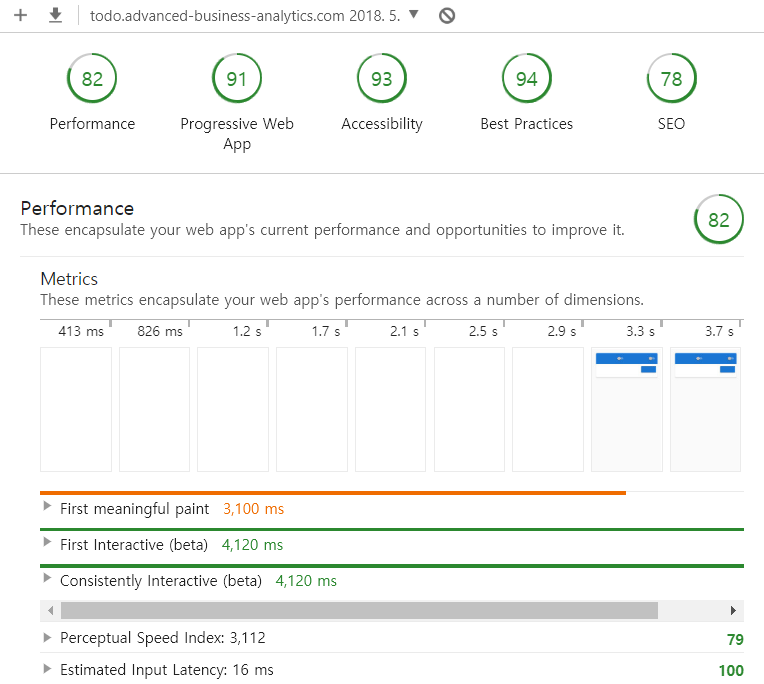 todo.advanced-business-analytics.com 2018. 5.
82 91 93 94 78
Performance Progressive Web App Accessibility Best Practices SEO
Performance
These encapsulate your web app's current performance and opportunities to improve it.
82
Metrics
These metrics encapsulate your web app's performance across a number of dimensions.
413 ms 826 ms 1.2 s 1.7 s 2.1 s 2.5 s 2.9 s 3.3 s 3.7 s
First meaningful paint 3,100 ms
First Interactive (beta) 4,120 ms
Consistently Interactive (beta) 4,120 ms
Perceptual Speed Index: 3,112 79
Estimated Input Latency: 16 ms 100